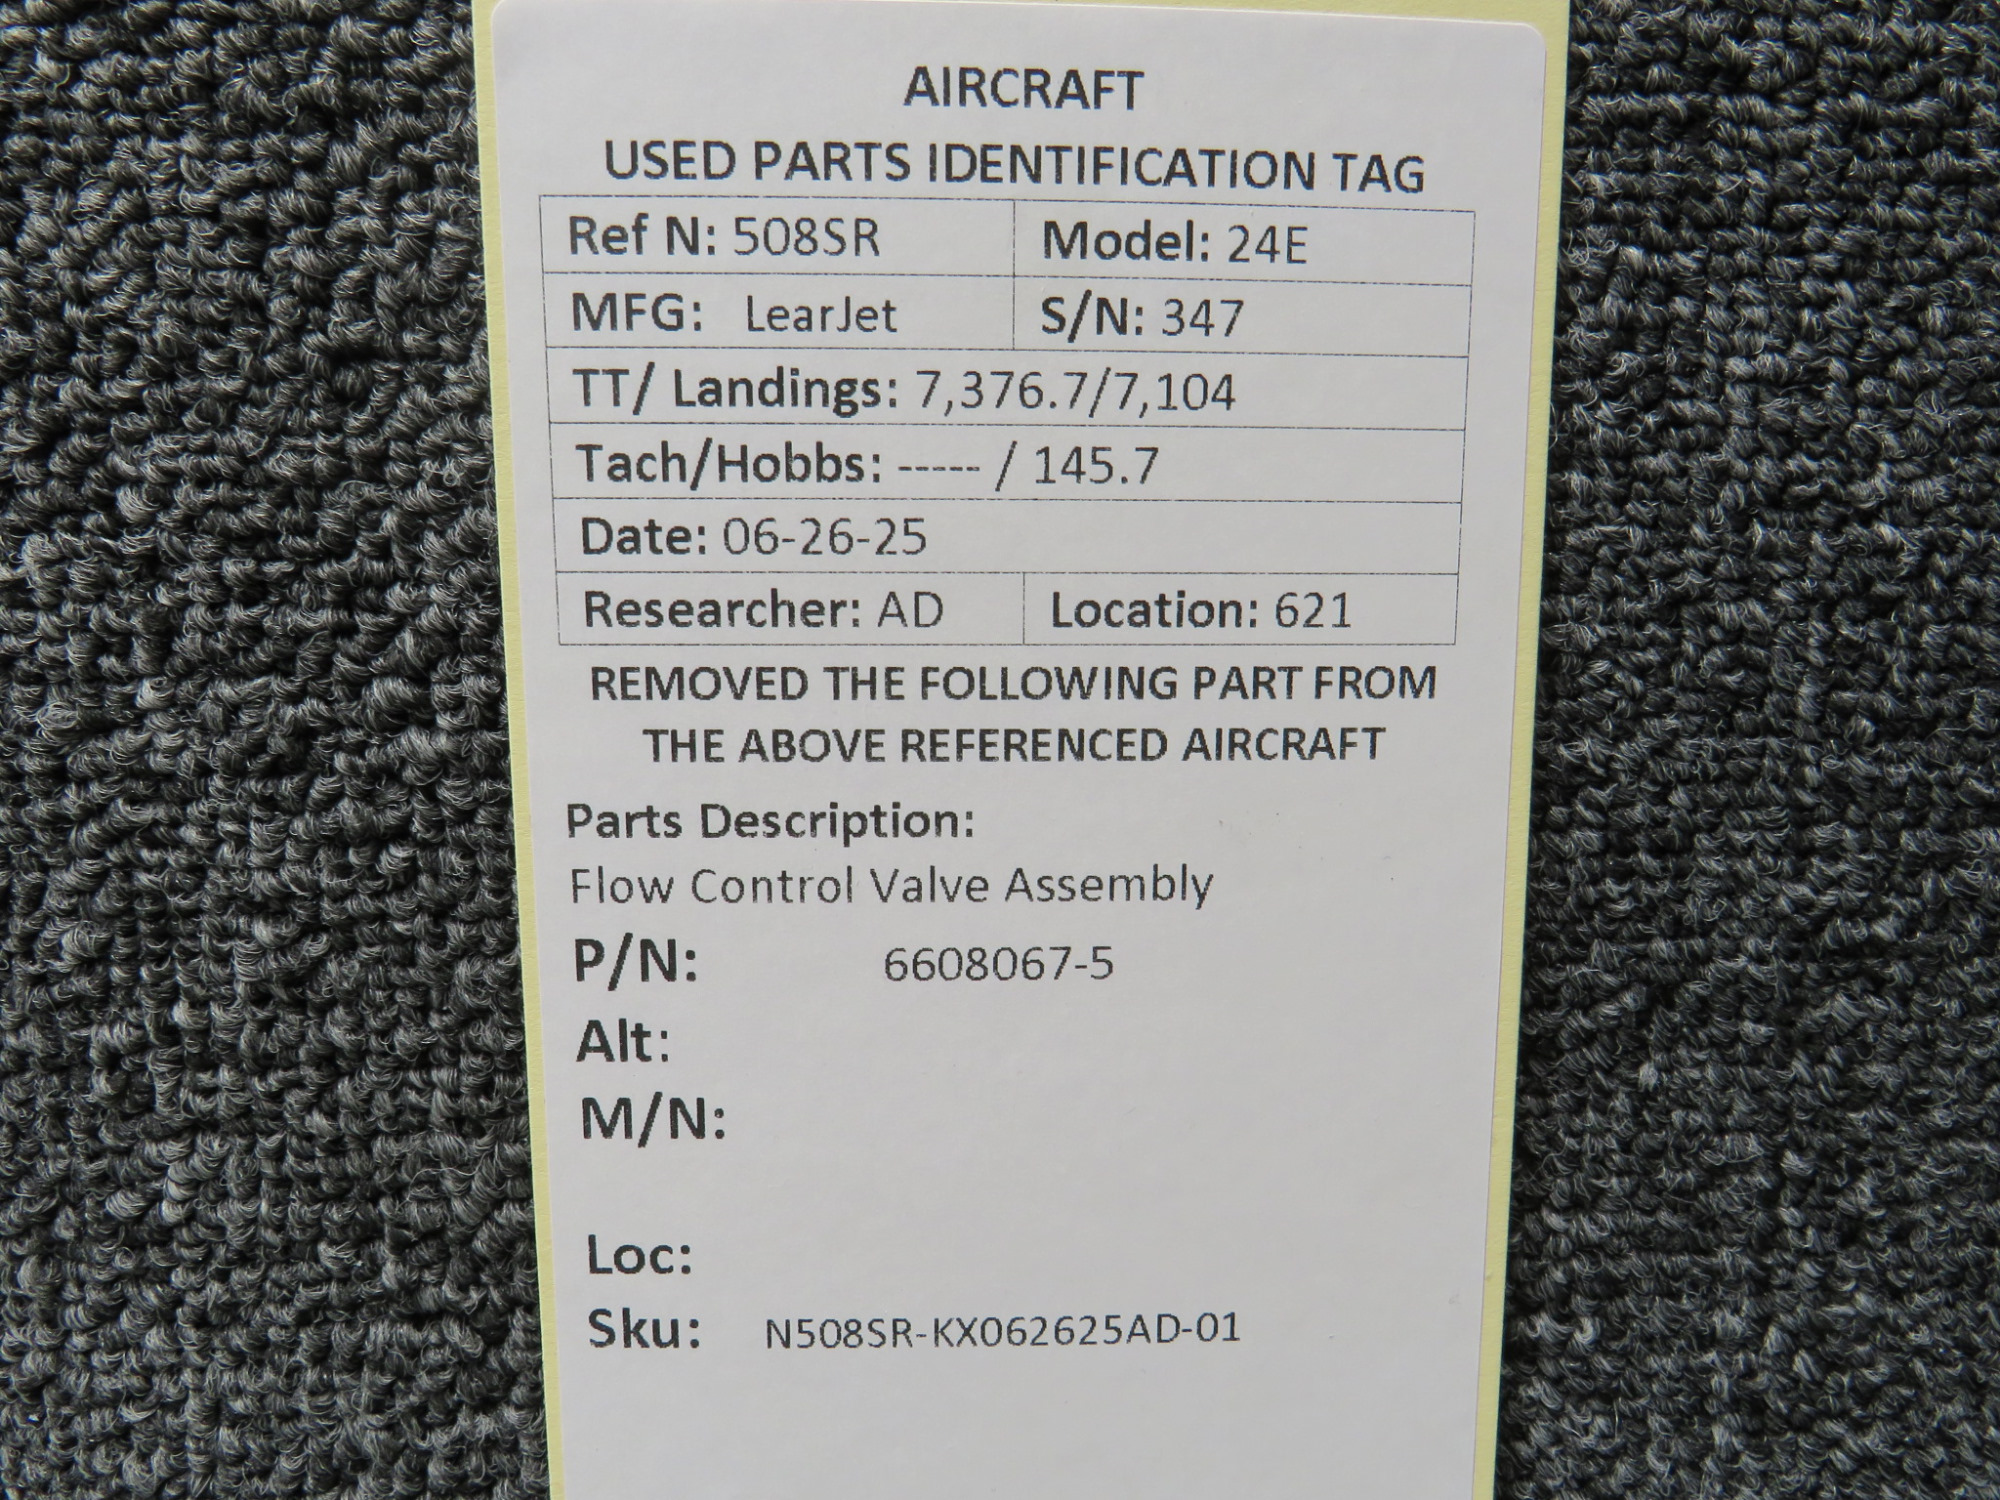 AIRCRAFT
USED PARTS IDENTIFICATION TAG
Ref N: 508SR Model: 24E
MFG: LearJet S/N: 347
TT/ Landings: 7,376.7/7,104
Tach/Hobbs: ----- / 145.7
Date: 06-26-25
Researcher: AD Location: 621
REMOVED THE FOLLOWING PART FROM
THE ABOVE REFERENCED AIRCRAFT
Parts Description:
Flow Control Valve Assembly
P/N: 6608067-5
Alt:
M/N:
Loc:
Sku: N508SR-KX062625AD-01